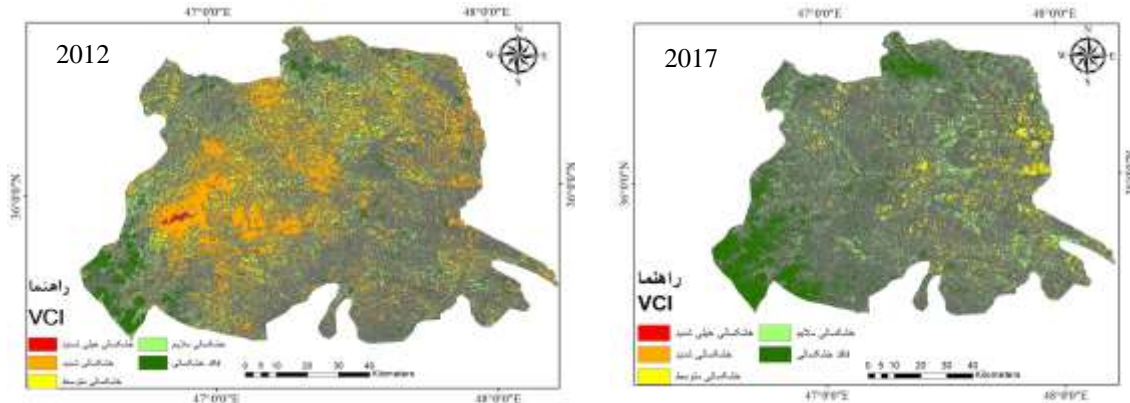 47°0'0"E
48°0'0"E
2012
N
E
S
36°0'0"N
36°0'0"N
راهنما
VCI
خشکسالی خیلی شدید
خشکسالی ملایم
خشکسالی شدید
فاقد خشکسالی
خشکسالی متوسط
0 5 10 20 30 40
Kilometers
47°0'0"E
48°0'0"E
47°0'0"E
48°0'0"E
2017
N
E
S
36°0'0"N
36°0'0"N
راهنما
VCI
خشکسالی خیلی شدید
خشکسالی ملایم
خشکسالی شدید
فاقد خشکسالی
خشکسالی متوسط
0 5 10 20 30 40
Kilometers
47°0'0"E
48°0'0"E